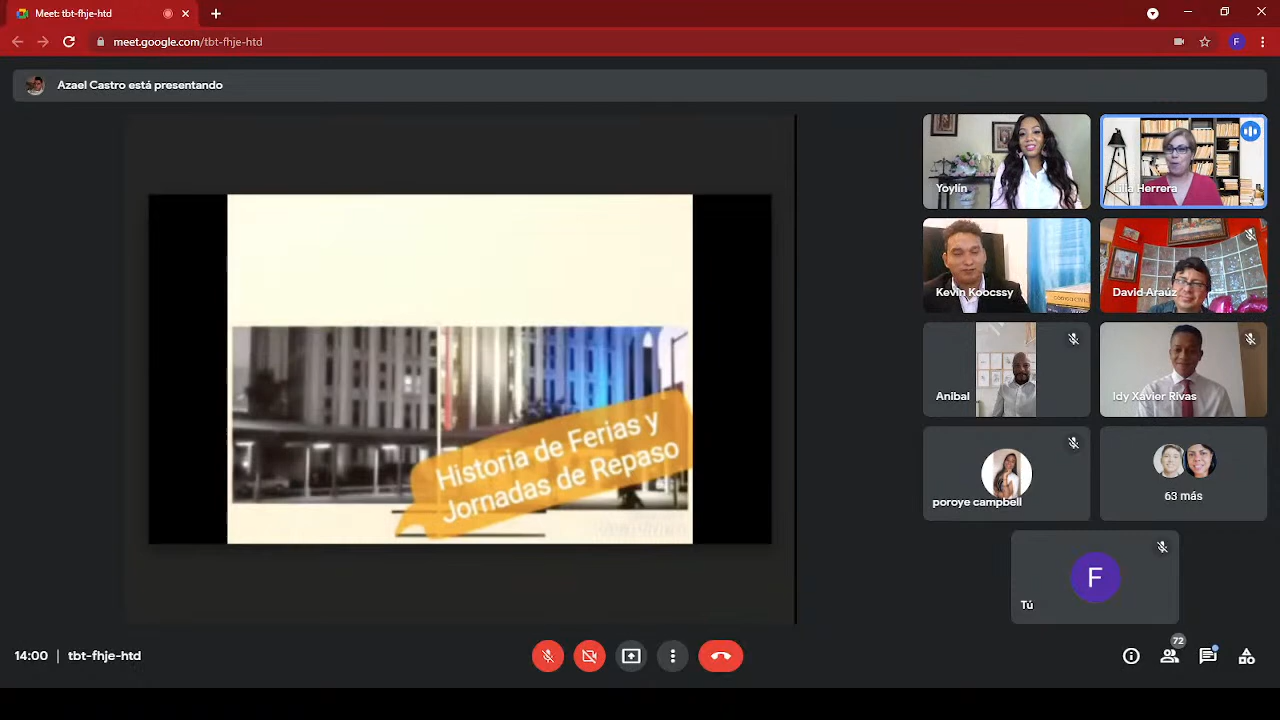 Meet: tbt-fhje-htd
meet.google.com/tbt-fhje-htd
F
Azael Castro está presentando
Yoylín
Lilia Herrera
Kevin Koocssy
David Araúz
Anibal
Idy Xavier Rivas
poroye campbell
63 más
F
Tú
Historia de Ferias y
Jornadas de Repaso
14:00 | tbt-fhje-htd
72